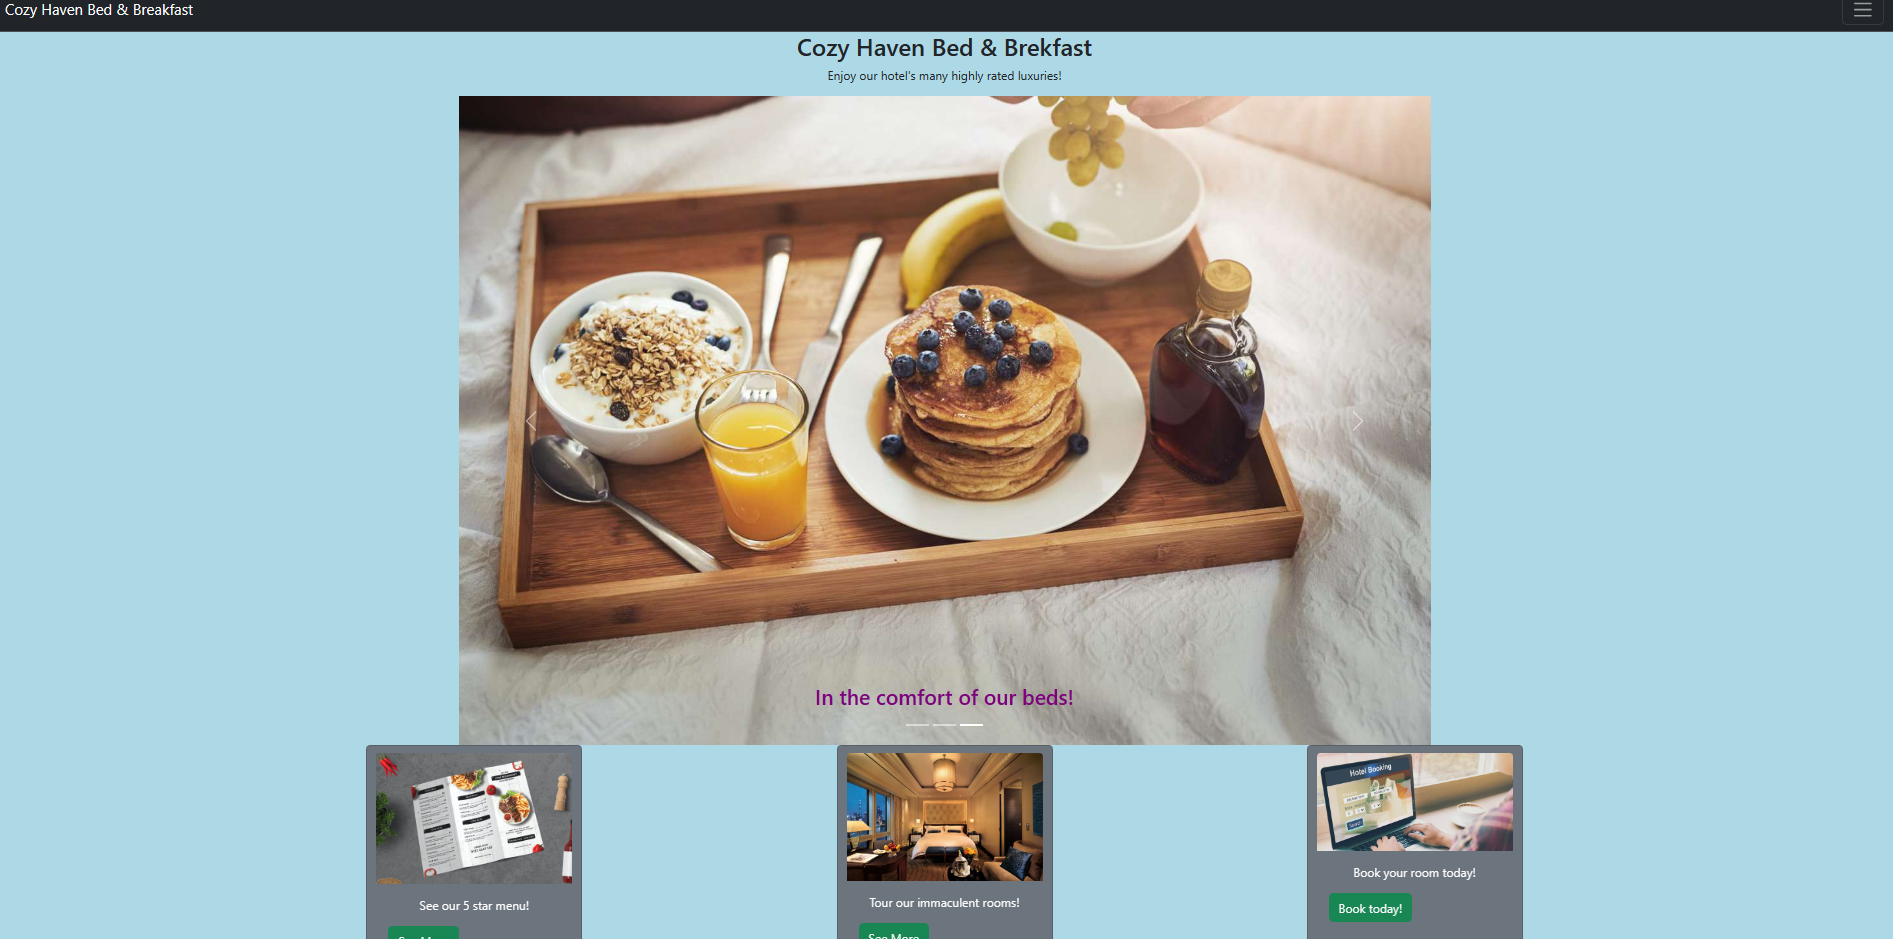 Cozy Haven Bed & Breakfast
Cozy Haven Bed & Brekfast
Enjoy our hotel's many highly rated luxuries!
In the comfort of our beds!
Hotel Booking
See our 5 star menu!
Tour our immaculent rooms!
Book your room today!
Book today!
See More